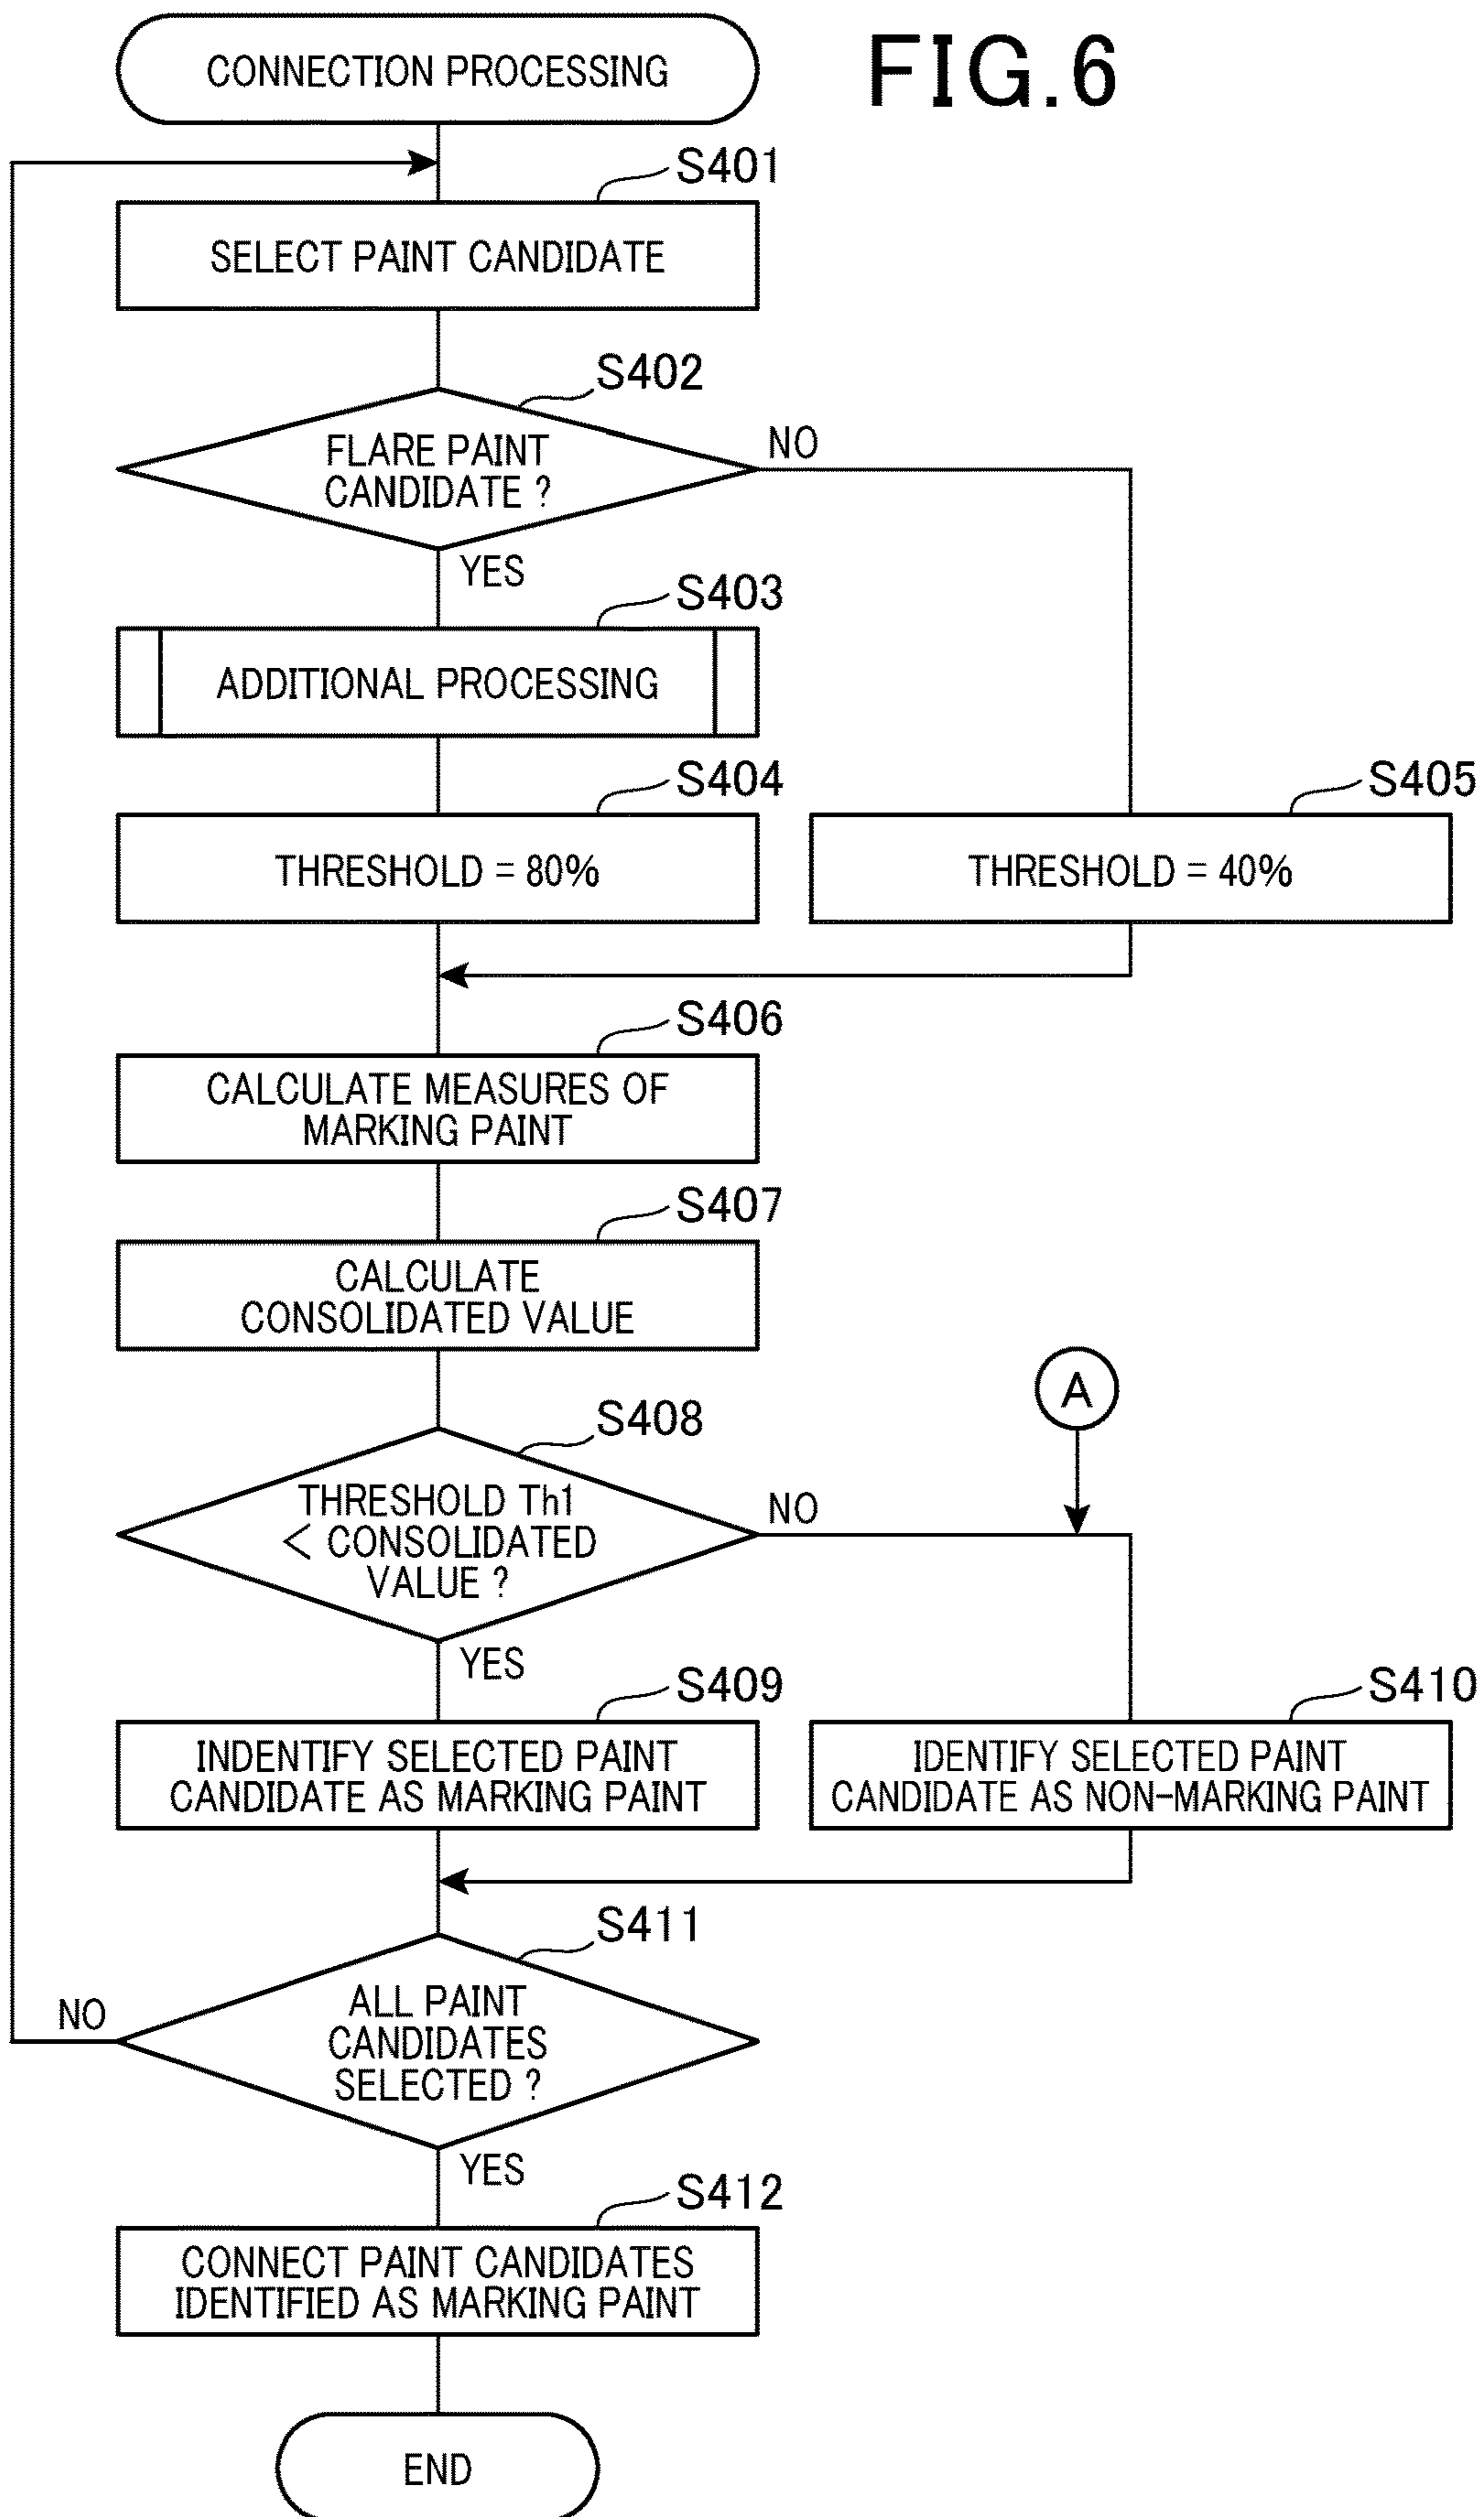 FIG.6
CONNECTION PROCESSING
S401
SELECT PAINT CANDIDATE
S402
FLARE PAINT
CANDIDATE ?
NO
YES
S403
ADDITIONAL PROCESSING
S404
THRESHOLD = 80%
S405
THRESHOLD = 40%
S406
CALCULATE MEASURES OF
MARKING PAINT
S407
CALCULATE
CONSOLIDATED VALUE
A
S408
THRESHOLD Th1
< CONSOLIDATED
VALUE ?
NO
YES
S409
INDENTIFY SELECTED PAINT
CANDIDATE AS MARKING PAINT
S410
IDENTIFY SELECTED PAINT
CANDIDATE AS NON-MARKING PAINT
S411
ALL PAINT
CANDIDATES
SELECTED ?
NO
YES
S412
CONNECT PAINT CANDIDATES
IDENTIFIED AS MARKING PAINT
END